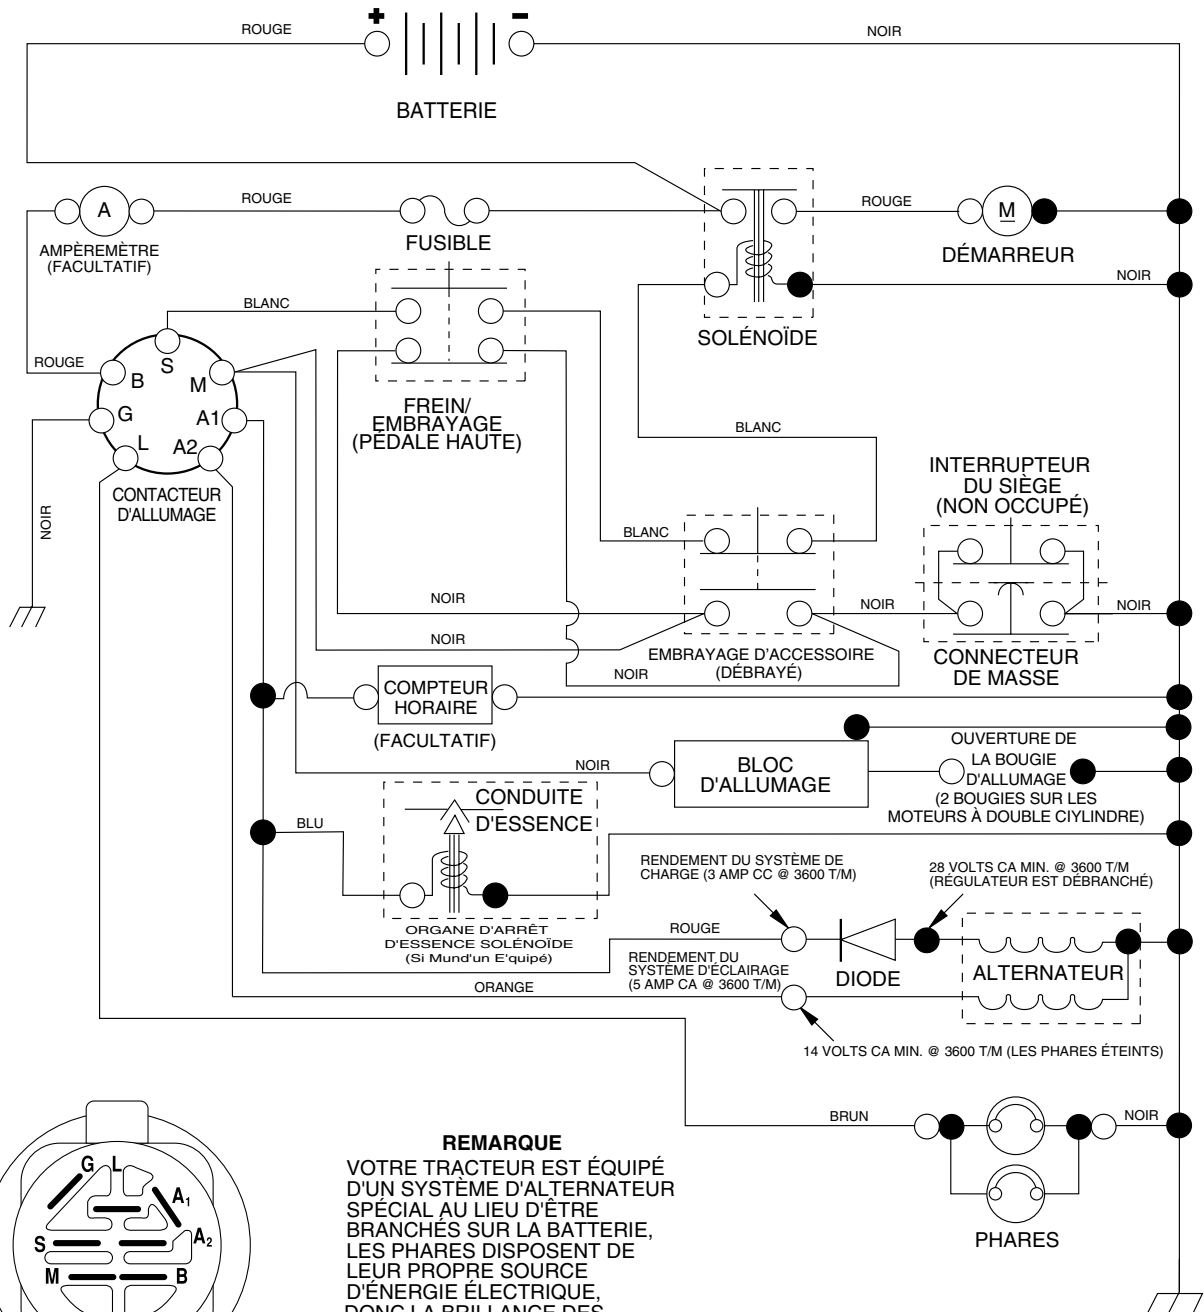 + -
ROUGE
NOIR
BATTERIE
A
ROUGE
ROUGE
M
AMPÈREMÈTRE
(FACULTATIF)
FUSIBLE
DÉMARREUR
NOIR
BLANC
SOLÉNOÏDE
ROUGE
S
B
M
G
A1
L
A2
FREIN/
EMBRAYAGE
(PÉDALE HAUTE)
BLANC
CONTACTEUR
D'ALLUMAGE
NOIR
INTERRUPTEUR
DU SIÈGE
(NON OCCUPÉ)
BLANC
NOIR
NOIR
NOIR
NOIR
EMBRAYAGE D'ACCESSOIRE
(DÉBRAYÉ)
NOIR
CONNECTEUR
DE MASSE
COMPTEUR
HORAIRE
(FACULTATIF)
NOIR
BLOC
D'ALLUMAGE
OUVERTURE DE
LA BOUGIE
D'ALLUMAGE
(2 BOUGIES SUR LES
MOTEURS À DOUBLE CIYLINDRE)
CONDUITE
D'ESSENCE
BLU
ORGANE D'ARRÊT
D'ESSENCE SOLÉNOÏDE
(Si Mund'un E'quipé)
RENDEMENT DU SYSTÈME DE
CHARGE (3 AMP CC @ 3600 T/M)
28 VOLTS CA MIN. @ 3600 T/M
(RÉGULATEUR EST DÉBRANCHÉ)
ROUGE
RENDEMENT DU
SYSTÈME D'ÉCLAIRAGE
(5 AMP CA @ 3600 T/M)
DIODE
ALTERNATEUR
ORANGE
14 VOLTS CA MIN. @ 3600 T/M (LES PHARES ÉTEINTS)
BRUN
NOIR
PHARES
G
L
A1
A2
S
M
B
REMARQUE
VOTRE TRACTEUR EST ÉQUIPÉ
D'UN SYSTÈME D'ALTERNATEUR
SPÉCIAL AU LIEU D'ÊTRE
BRANCHÉS SUR LA BATTERIE,
LES PHARES DISPOSENT DE
LEUR PROPRE SOURCE
D'ÉNERGIE ÉLECTRIQUE,
DONC LA BRILLANCE DES